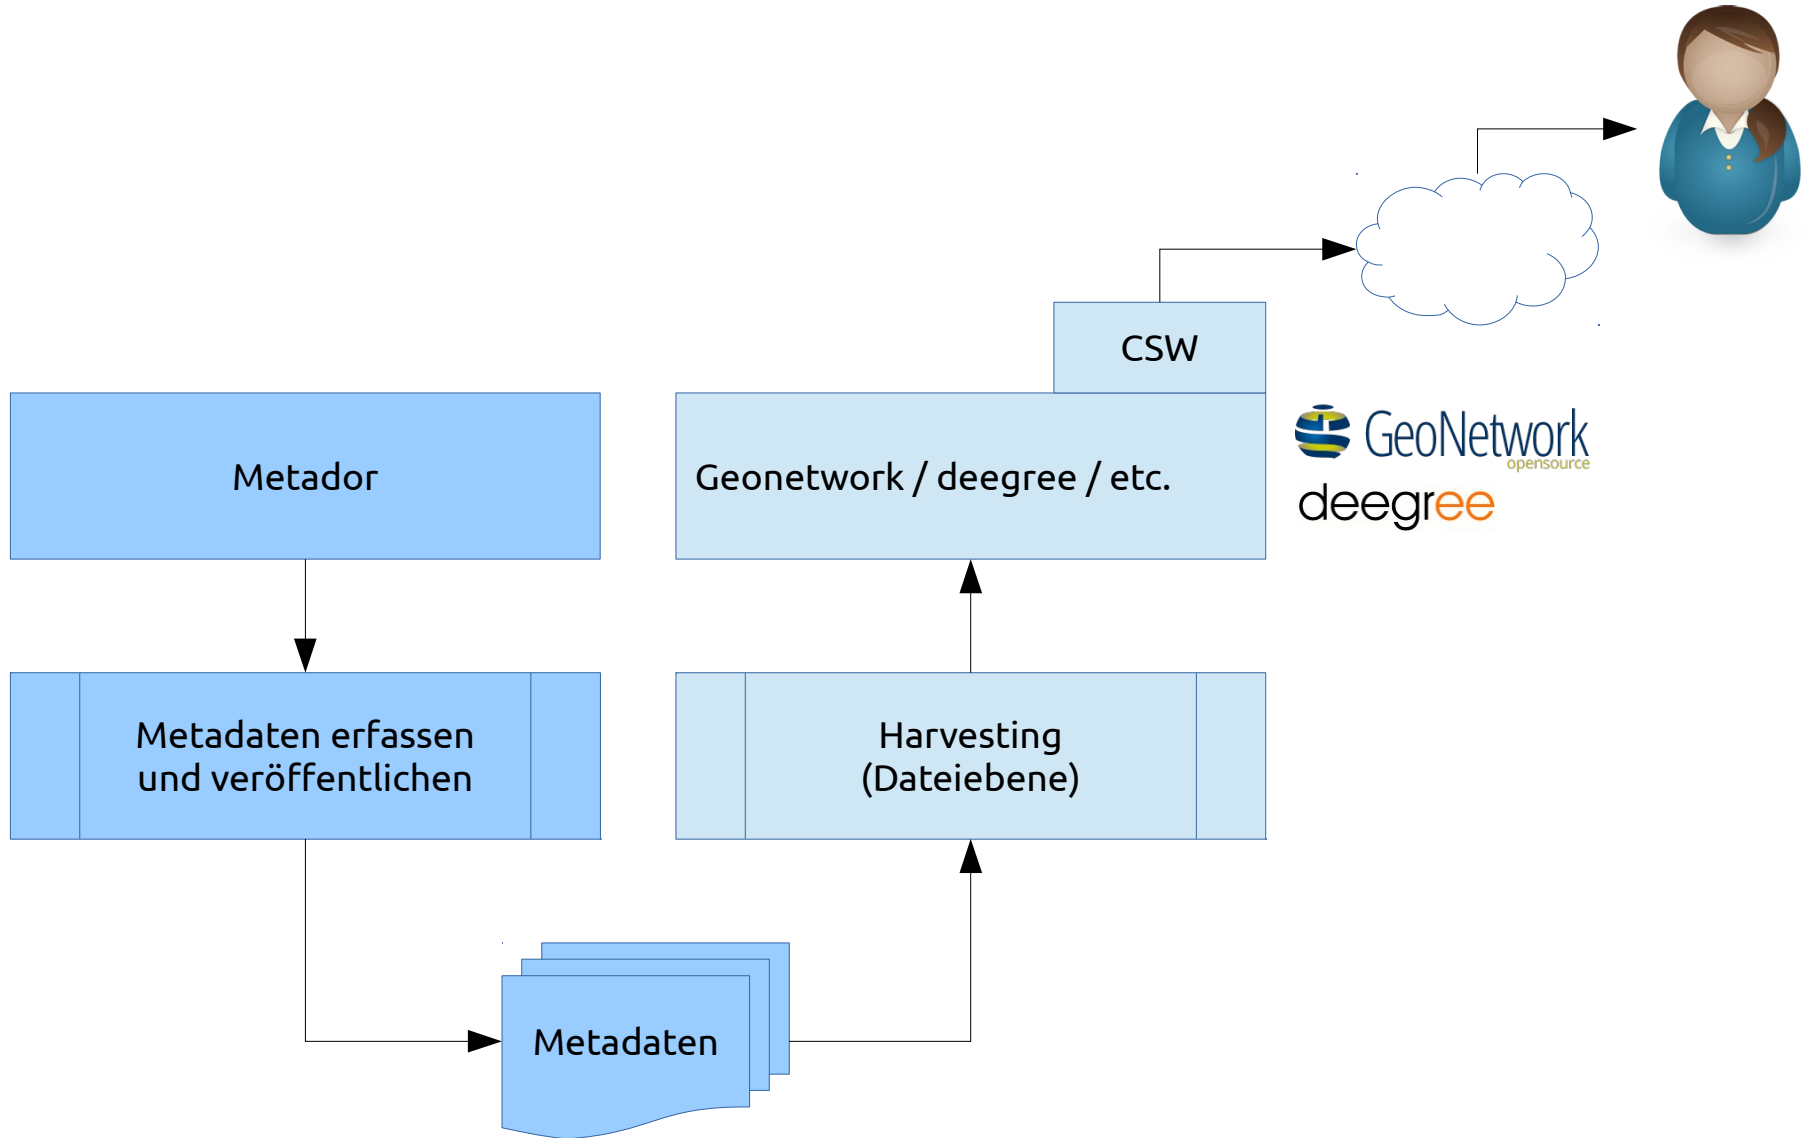 CSW
Metador
Geonetwork / deegree / etc.
GeoNetwork
opensource
deegree
Metadaten erfassen
und veröffentlichen
Harvesting
(Dateiebene)
Metadaten